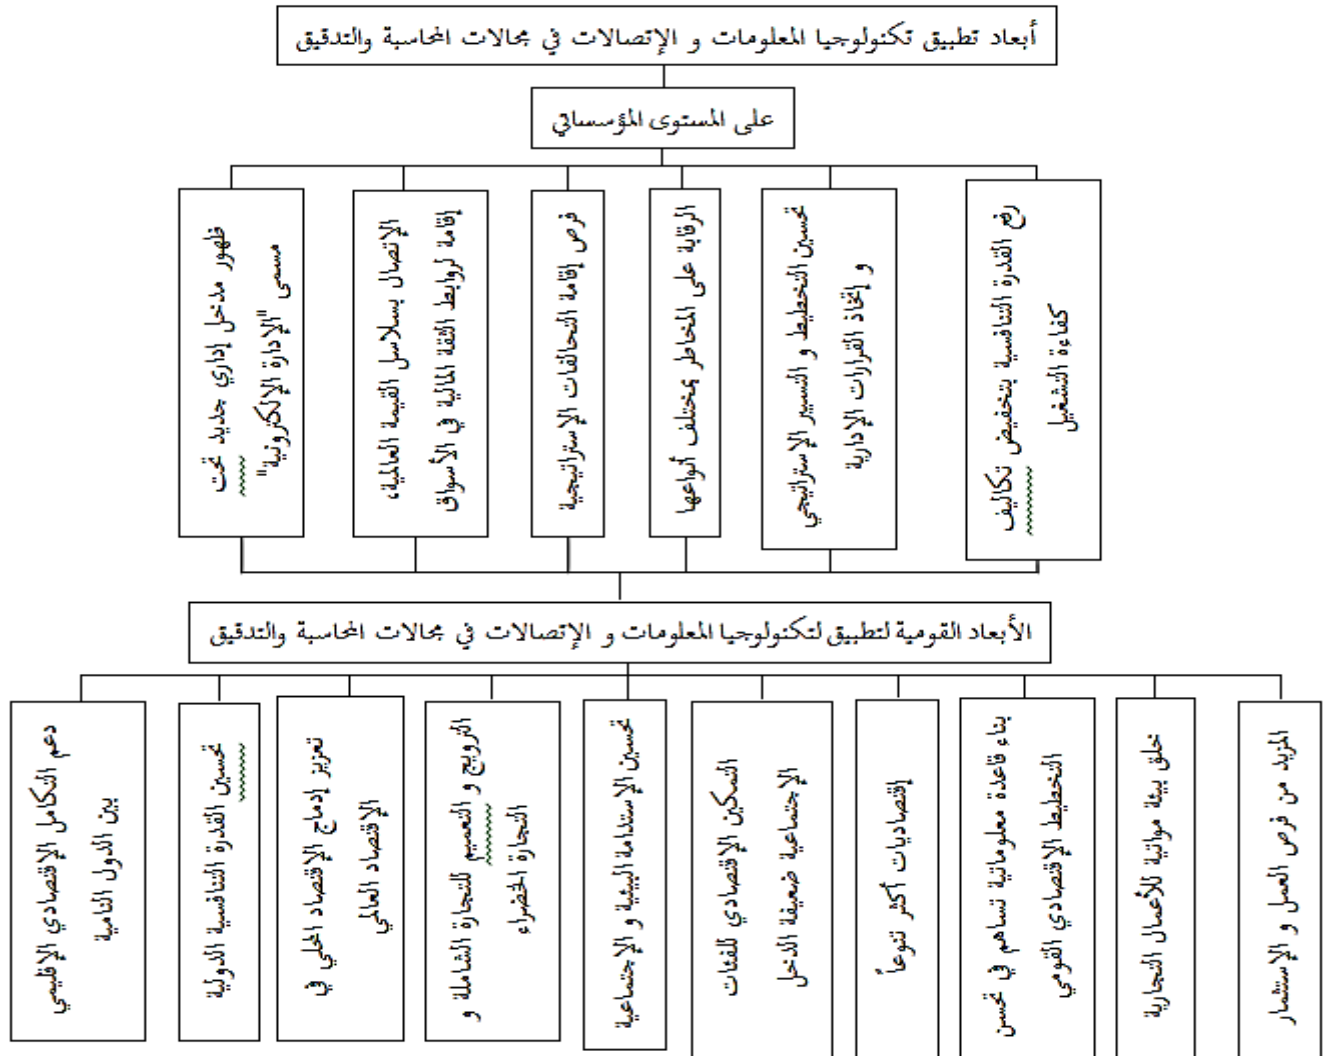 أبعاد تطبيق تكنولوجيا المعلومات و الإتصالات في مجالات المحاسبة والتدقيق
على المستوى المؤسساتي
رفع القدرة التنافسية بتخفيض تكاليف
كفاءة التشغيل
تحسين التخطيط و التسيير الإستراتيجي
و إتخاذ القرارات الإدارية
الرقابة على المخاطر بمختلف أنواعها
فرص إقامة التحالفات الإستراتيجية
الإتصال بسلاسل القيمة العالمية،
إقامة لروابط الثقة المالية في الأسواق
ظهور مدخل إداري جديد تحت
مسمى "الإدارة الإلكترونية"
الأبعاد القومية لتطبيق لتكنولوجيا المعلومات و الإتصالات في مجالات المحاسبة والتدقيق
المزيد من فرص العمل و الإستثمار
خلق بيئة مواتية للأعمال التجارية
بناء قاعدة معلوماتية تساهم في تحسن
التخطيط الإقتصادي القومي
إقتصاديات أكثر تنوعاً
التمكين الإقتصادي للفئات
الإجتماعية ضعيفة الدخل
تحسين الإستدامة البيئية و الإجتماعية
الترويج و التعميم للتجارة الشاملة و
التجارة الخضراء
تعزيز إدماج الإقتصاد المحلي في
الإقتصاد العالمي
تحسين القدرة التنافسية الدولية
دعم التكامل الإقتصادي الإقليمي
بين الدول النامية